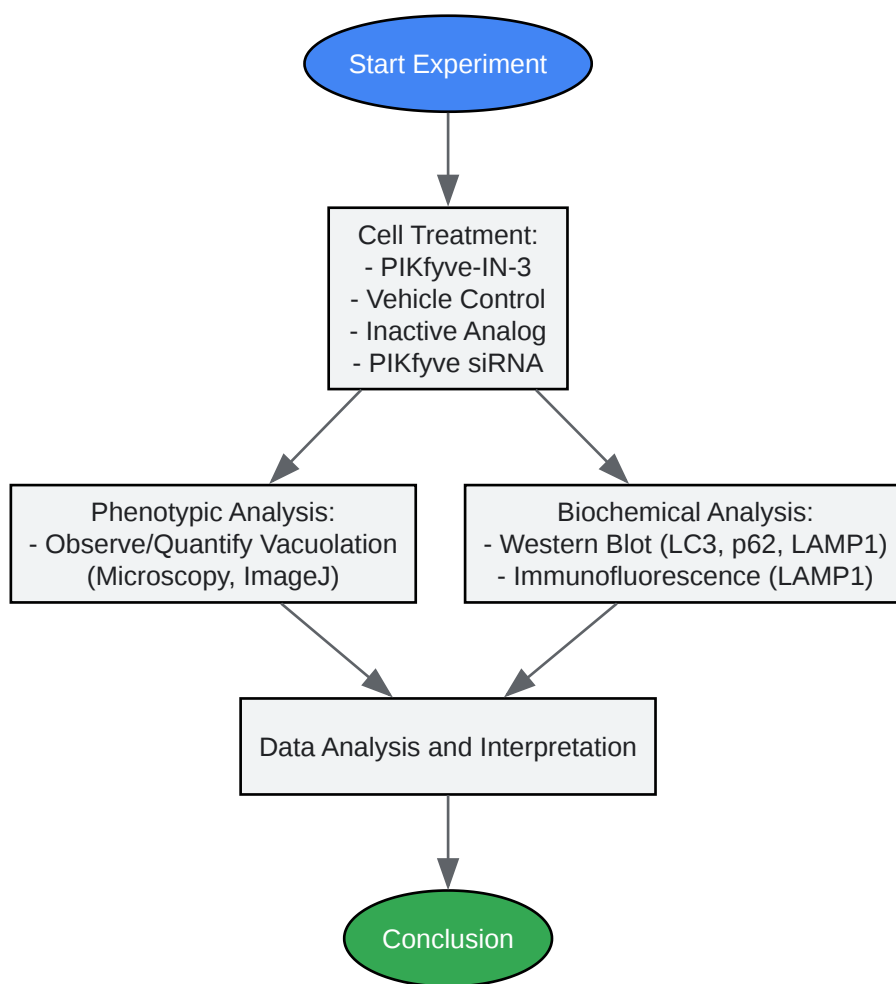 Start Experiment
Cell Treatment:
- PIKfyve-IN-3
- Vehicle Control
- Inactive Analog
- PIKfyve siRNA
Phenotypic Analysis:
- Observe/Quantify Vacuolation
(Microscopy, ImageJ)
Biochemical Analysis:
- Western Blot (LC3, p62, LAMP1)
- Immunofluorescence (LAMP1)
Data Analysis and Interpretation
Conclusion